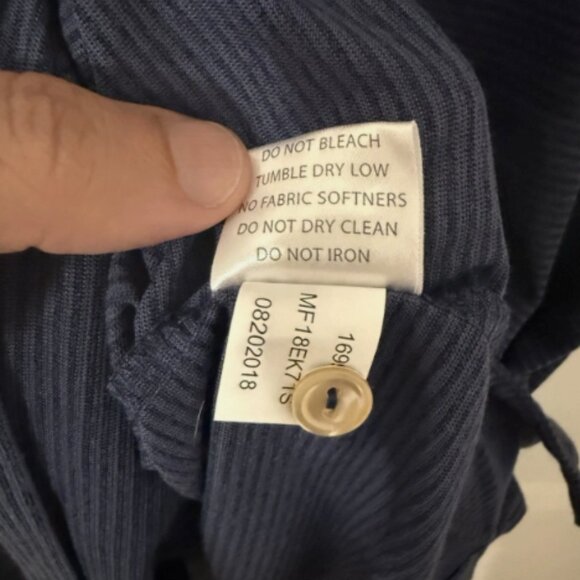 DO NOT BLEACH
TUMBLE DRY LOW
NO FABRIC SOFTNERS
DO NOT DRY CLEAN
DO NOT IRON
08202018